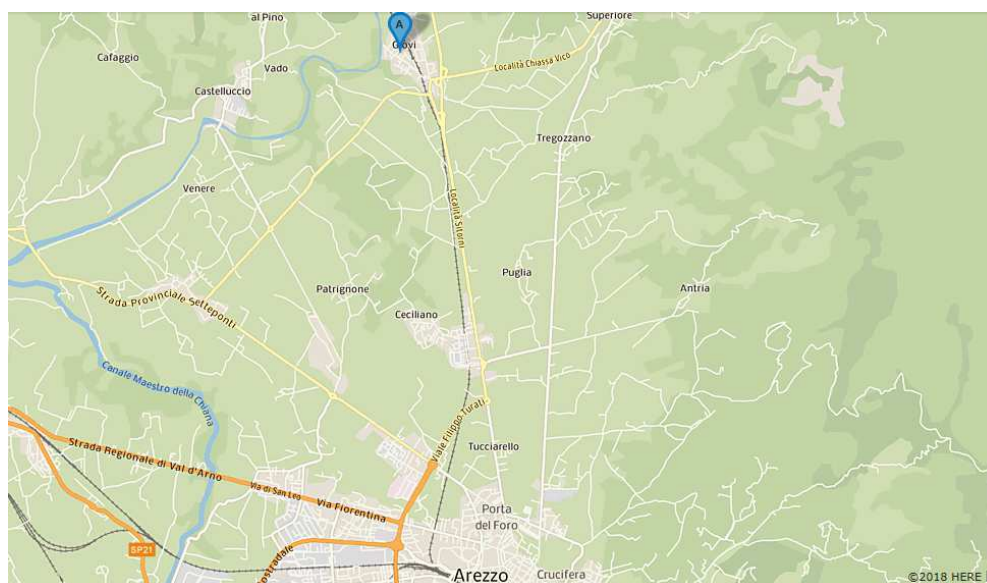 al Pino
A
Superiore
Giovi
Cafaggio
Vado
Località Chiassa Vico
Castelluccio
Tregozzano
Venere
Località Sitorni
Puglia
Strada Provinciale Setteponti
Patrignone
Antria
Ceciliano
Canale Maestro della Chiana
Viale Filippo Turati
Strada Regionale di Val d'Arno
Tucciarello
Via di San Leo
Via Fiorentina
Porta
del Foro
SP21
Arezzo
Crucifera
©2018 HERE